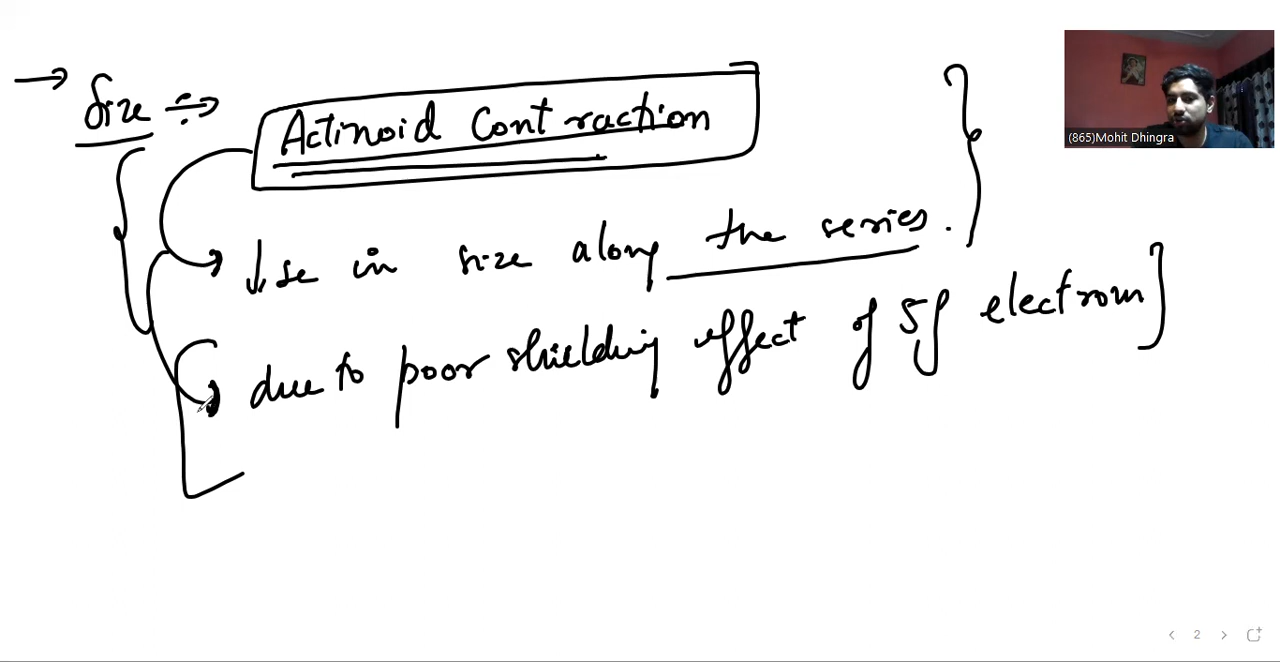 → Size ÷→ Actinoid Contraction
(865)Mohit Dhingra
↓se in size along the series.
due to poor shielding effect of 5f electrons
2